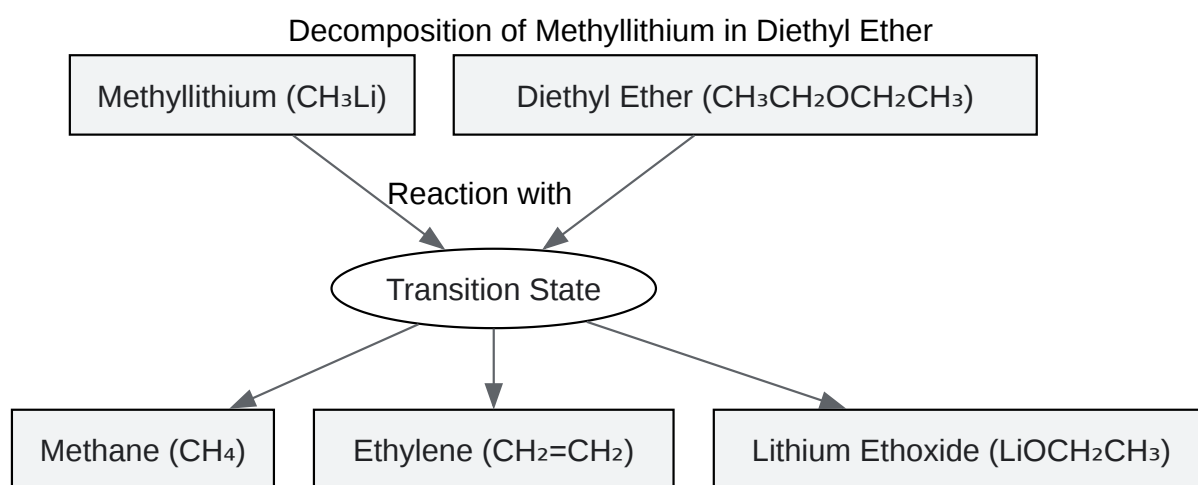 Decomposition of Methyllithium in Diethyl Ether
Methyllithium (CH₃Li)
Diethyl Ether (CH₃CH₂OCH₂CH₃)
Reaction with
Transition State
Methane (CH₄)
Ethylene (CH₂=CH₂)
Lithium Ethoxide (LiOCH₂CH₃)